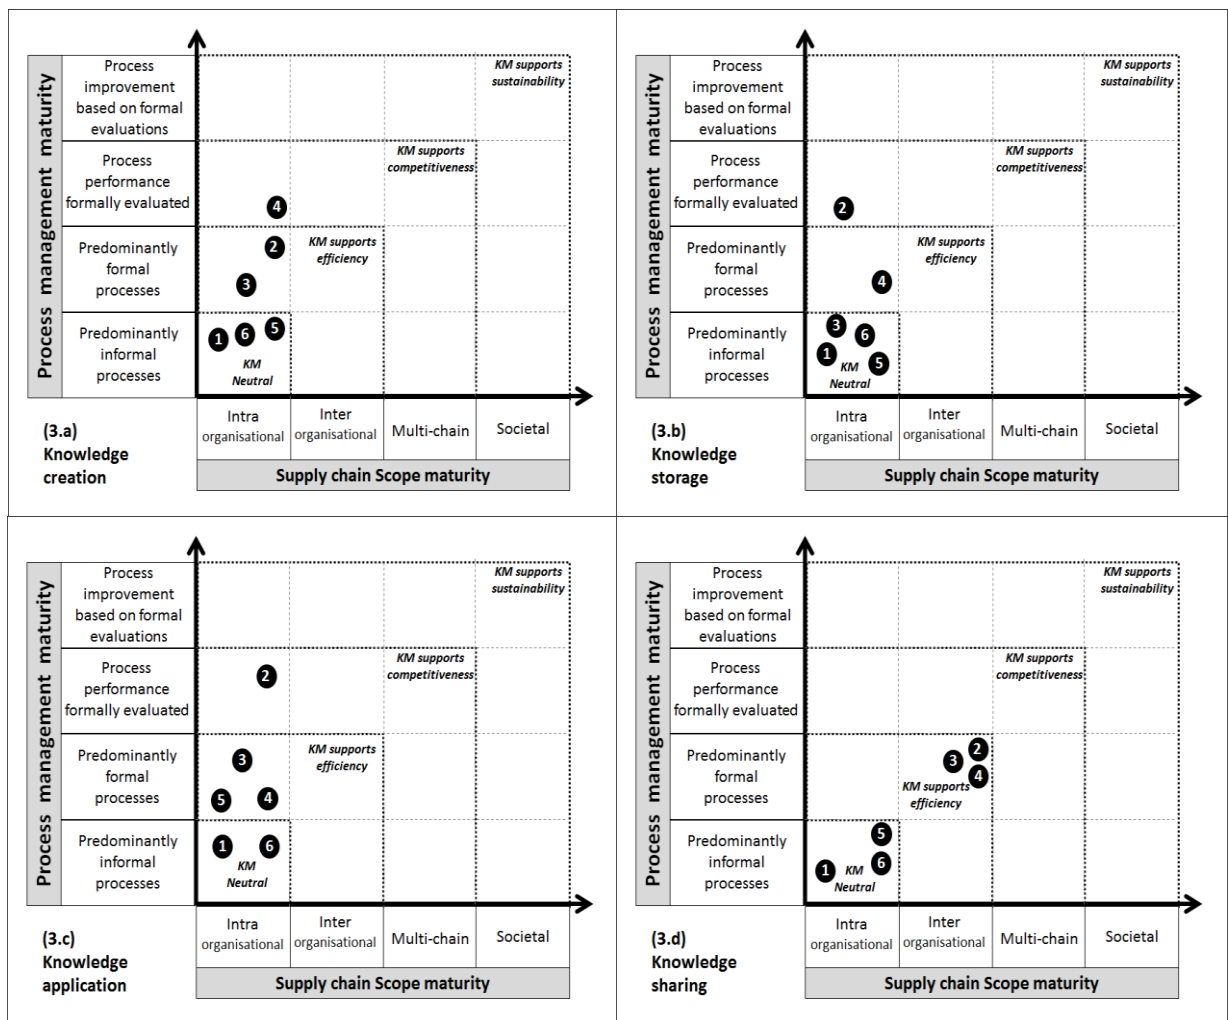 Process management maturity
Process
improvement
based on formal
evaluations
KM supports
sustainability
Process
performance
formally evaluated
KM supports
competitiveness
4
Predominantly
formal
processes
2
KM supports
efficiency
3
Predominantly
informal
processes
1
6
5
KM
Neutral
(3.a)
Knowledge
creation
Intra
organisational
Inter
organisational
Multi-chain
Societal
Supply chain Scope maturity
Process management maturity
Process
improvement
based on formal
evaluations
KM supports
sustainability
Process
performance
formally evaluated
KM supports
competitiveness
2
Predominantly
formal
processes
KM supports
efficiency
4
Predominantly
informal
processes
3
6
1
5
KM
Neutral
(3.b)
Knowledge
storage
Intra
organisational
Inter
organisational
Multi-chain
Societal
Supply chain Scope maturity
Process management maturity
Process
improvement
based on formal
evaluations
KM supports
sustainability
Process
performance
formally evaluated
KM supports
competitiveness
2
Predominantly
formal
processes
KM supports
efficiency
3
5
4
Predominantly
informal
processes
1
6
KM
Neutral
(3.c)
Knowledge
application
Intra
organisational
Inter
organisational
Multi-chain
Societal
Supply chain Scope maturity
Process management maturity
Process
improvement
based on formal
evaluations
KM supports
sustainability
Process
performance
formally evaluated
KM supports
competitiveness
Predominantly
formal
processes
2
3
4
KM supports
efficiency
Predominantly
informal
processes
5
6
1
KM
Neutral
(3.d)
Knowledge
sharing
Intra
organisational
Inter
organisational
Multi-chain
Societal
Supply chain Scope maturity